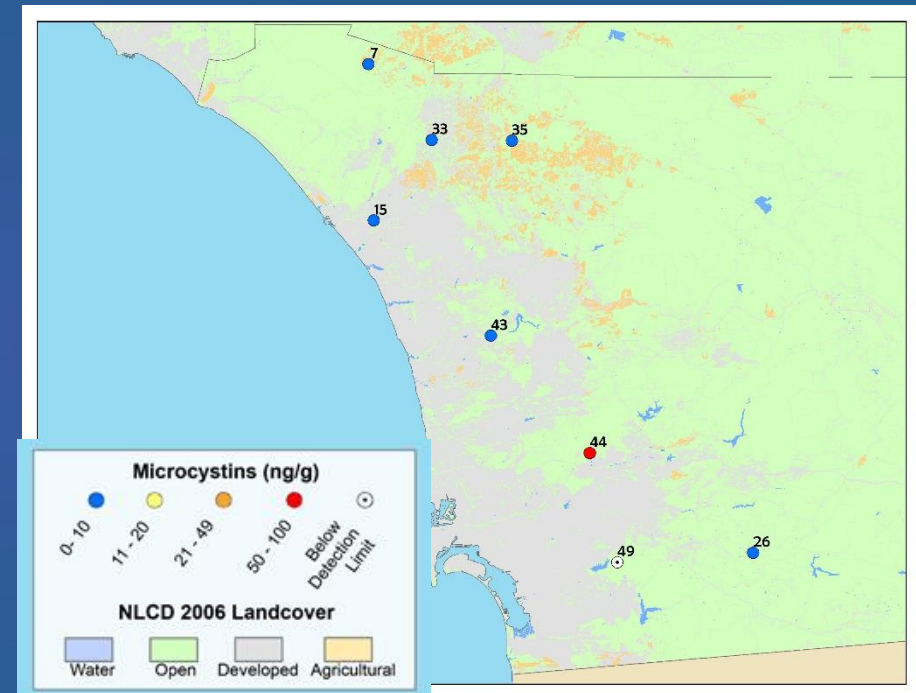 7
33
35
15
43
44
49
26
Microcystins (ng/g)
0- 10
11 - 20
21 - 49
50 - 100
Below
Detection
Limit
NLCD 2006 Landcover
Water
Open
Developed
Agricultural